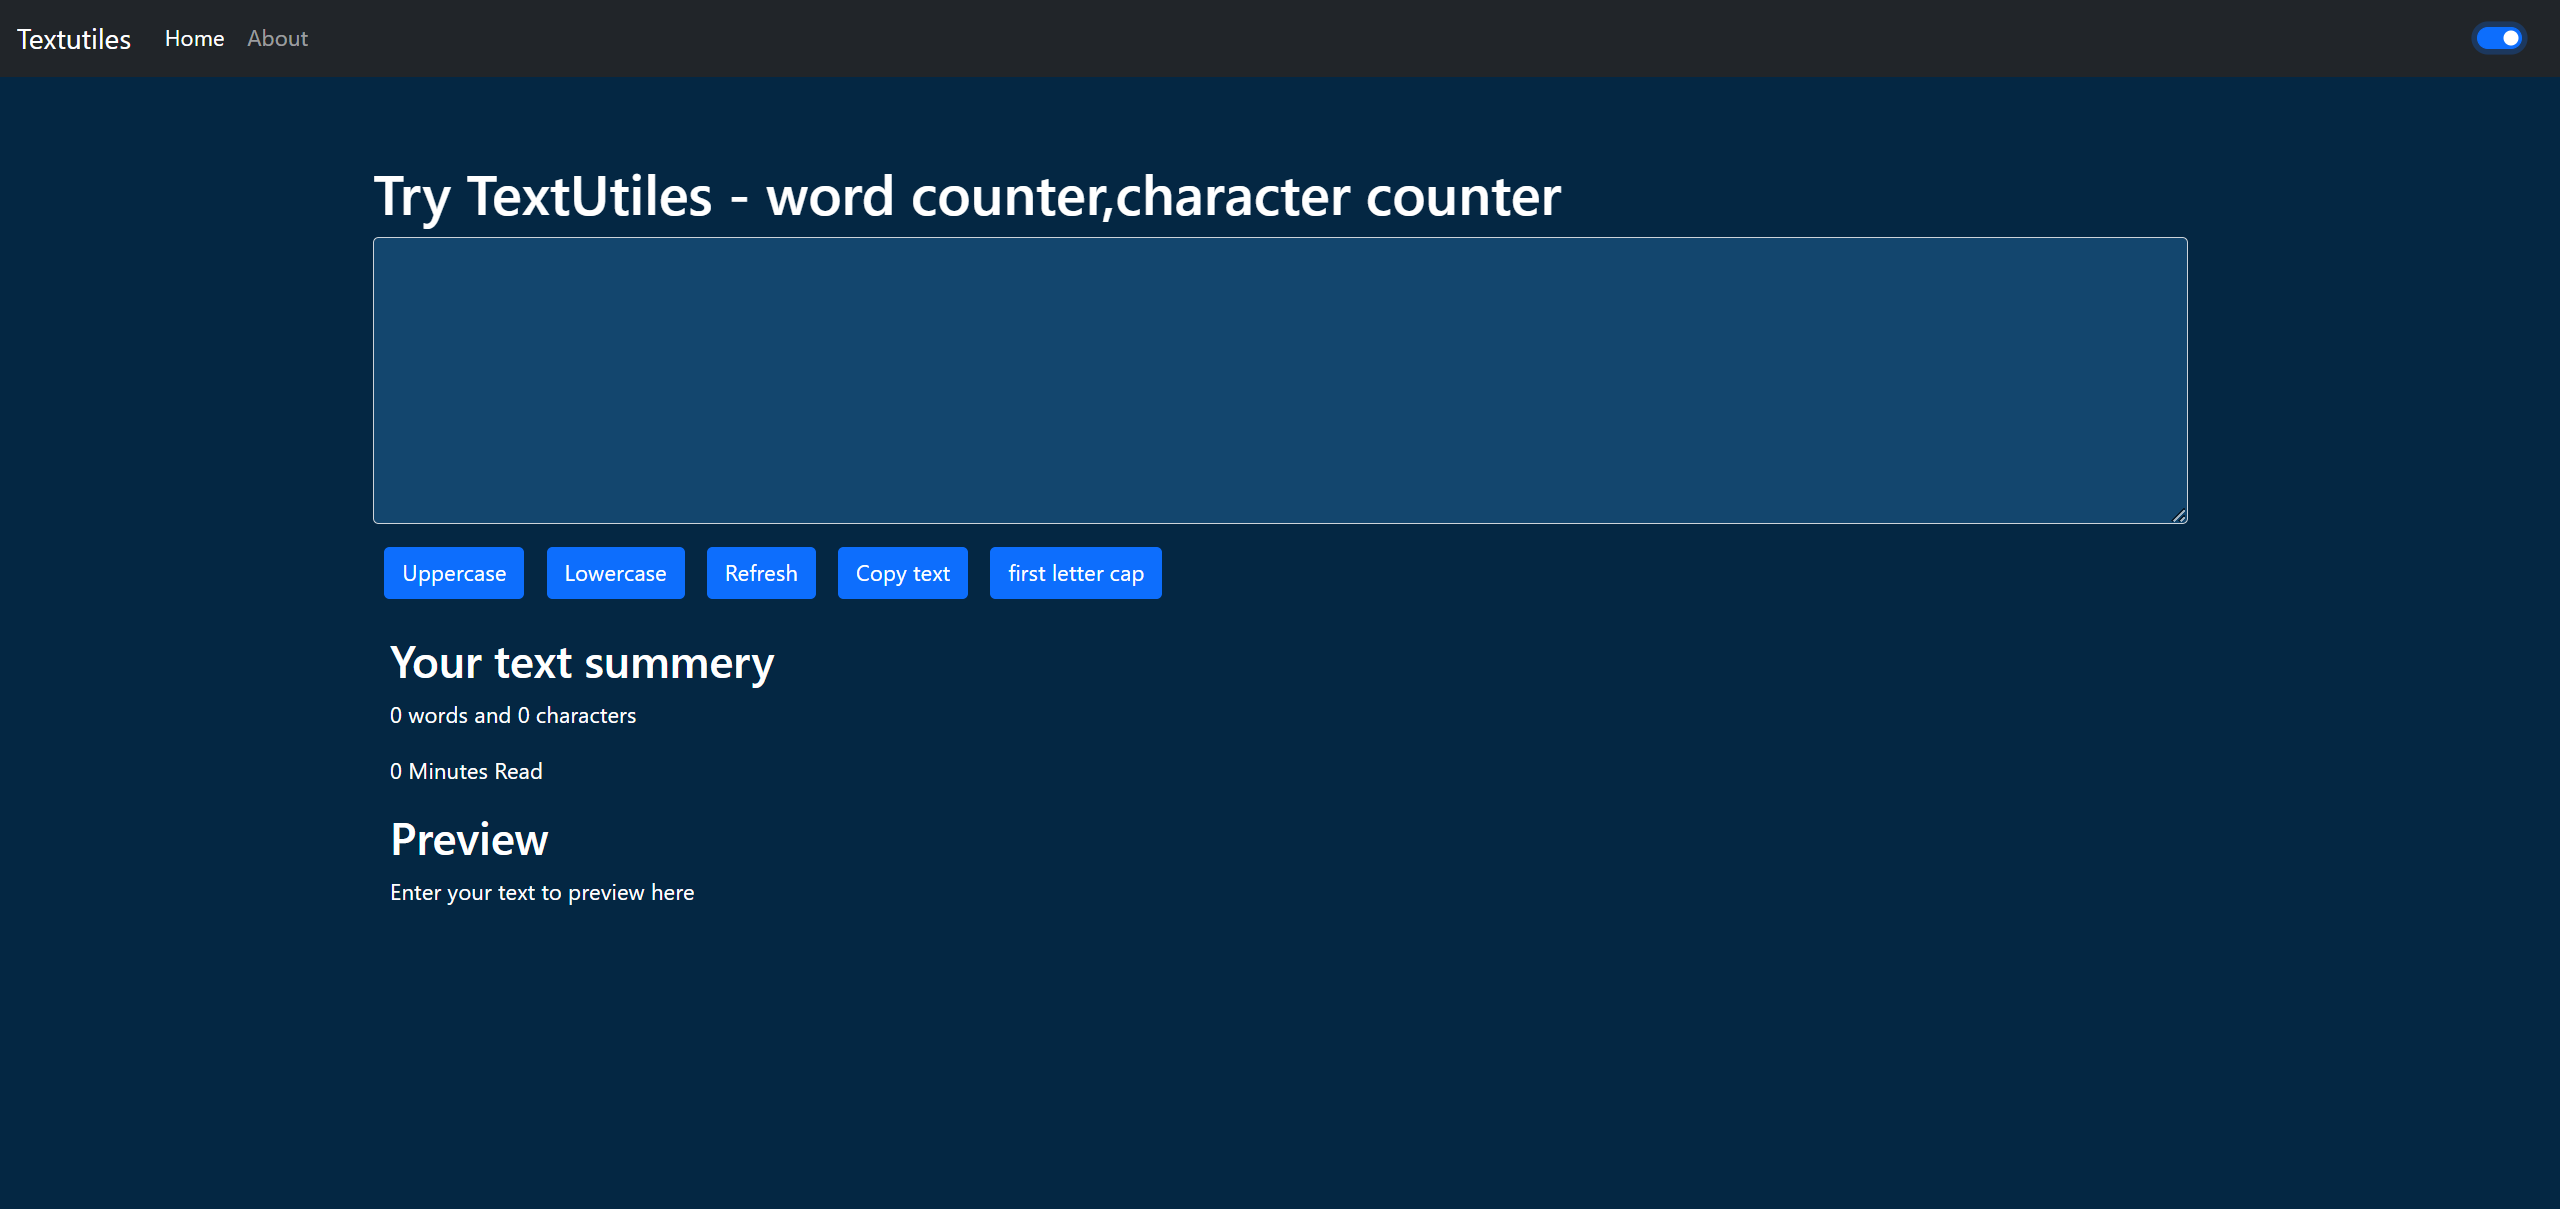 Textutiles Home About
Try TextUtiles - word counter,character counter
Uppercase Lowercase Refresh Copy text first letter cap
Your text summery
0 words and 0 characters
0 Minutes Read
Preview
Enter your text to preview here